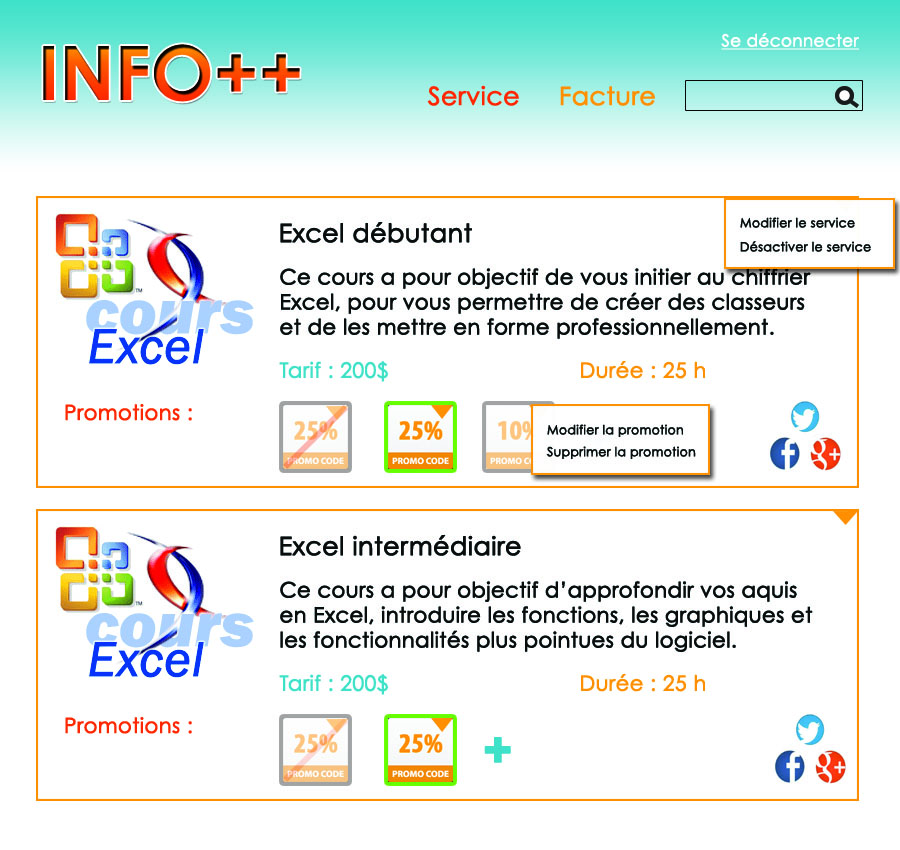 INFO++
Se déconnecter
Service
Facture
cours
Excel
Excel débutant
Modifier le service
Désactiver le service
Ce cours a pour objectif de vous initier au chiffrier
Excel, pour vous permettre de créer des classeurs
et de les mettre en forme professionnellement.
Tarif : 200$
Durée : 25 h
Promotions :
25%
PROMO CODE
25%
PROMO CODE
10%
PROMO
Modifier la promotion
Supprimer la promotion
f
g+
cours
Excel
Excel intermédiaire
Ce cours a pour objectif d’approfondir vos aquis
en Excel, introduire les fonctions, les graphiques et
les fonctionnalités plus pointues du logiciel.
Tarif : 200$
Durée : 25 h
Promotions :
25%
PROMO CODE
25%
PROMO CODE
f
g+